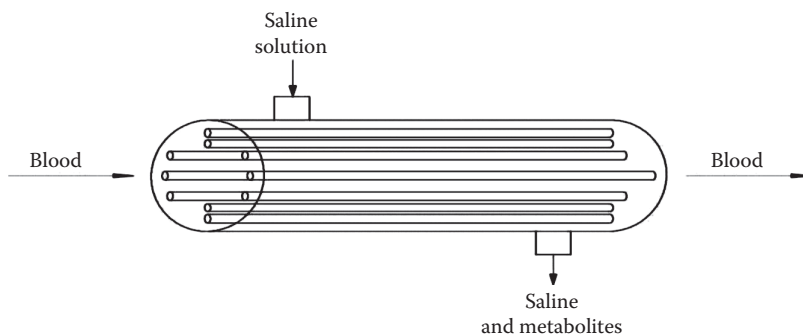 Saline
solution
Blood
Blood
Saline
and metabolites